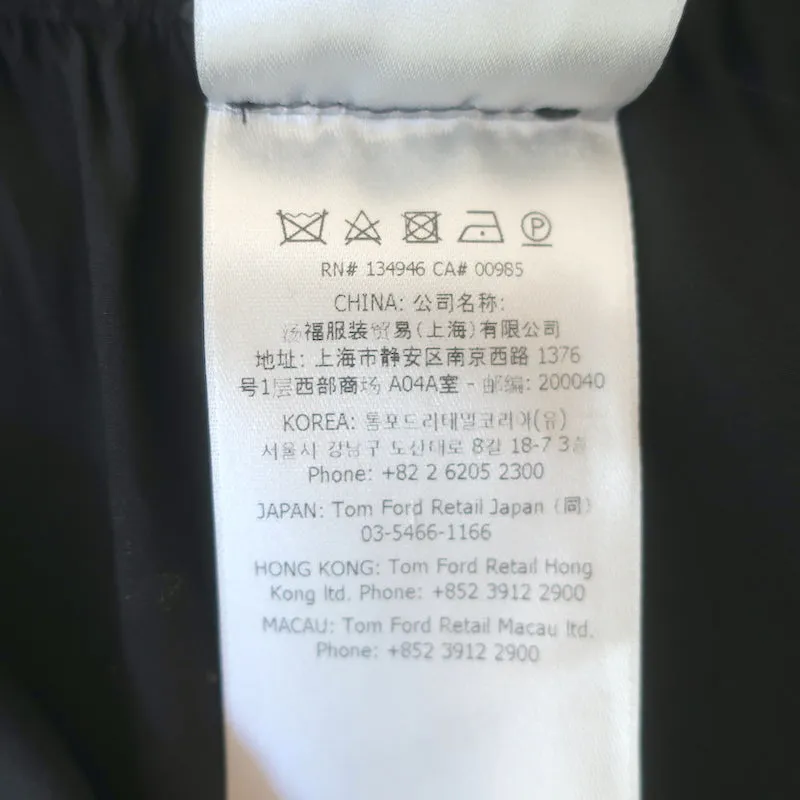 RN# 134946 CA# 00985
CHINA: 公司名称:
汤福服装贸易(上海)有限公司
地址: 上海市静安区南京西路 1376
号1层西部商场 A04A室 - 邮编: 200040
KOREA: 톰포드리테일코리아(유)
서울시 강남구 도산대로 8길 18-7 3층
Phone: +82 2 6205 2300
JAPAN: Tom Ford Retail Japan (同)
03-5466-1166
HONG KONG: Tom Ford Retail Hong
Kong ltd. Phone: +852 3912 2900
MACAU: Tom Ford Retail Macau ltd.
Phone: +852 3912 2900